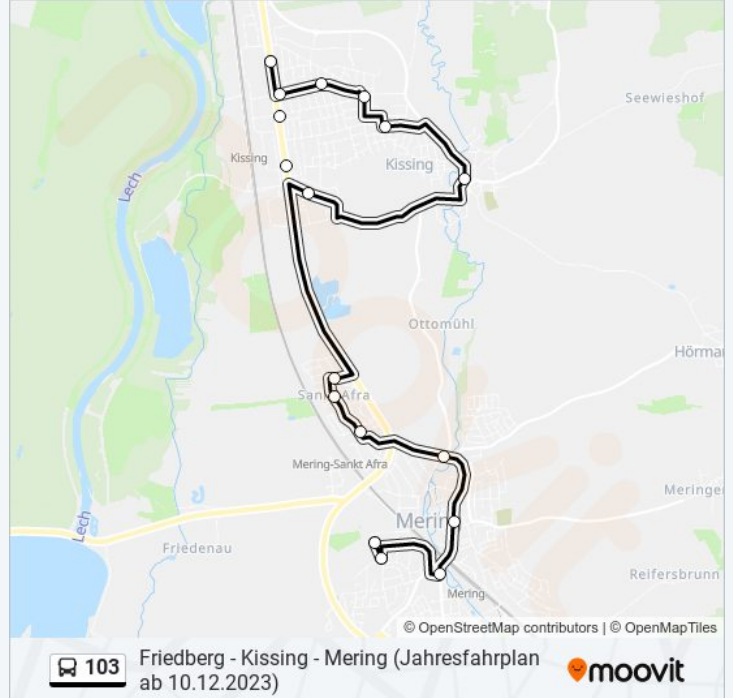 Seewieshof
Kissing
Kissing
Lech
Ottomühl
Hörma
Sankt Afra
Mering-Sankt Afra
Meringe
Mering
Lech
Friedenau
Reifersbrunn
Mering
© OpenStreetMap contributors | © OpenMapTiles
103
Friedberg - Kissing - Mering (Jahresfahrplan
ab 10.12.2023)
moovit